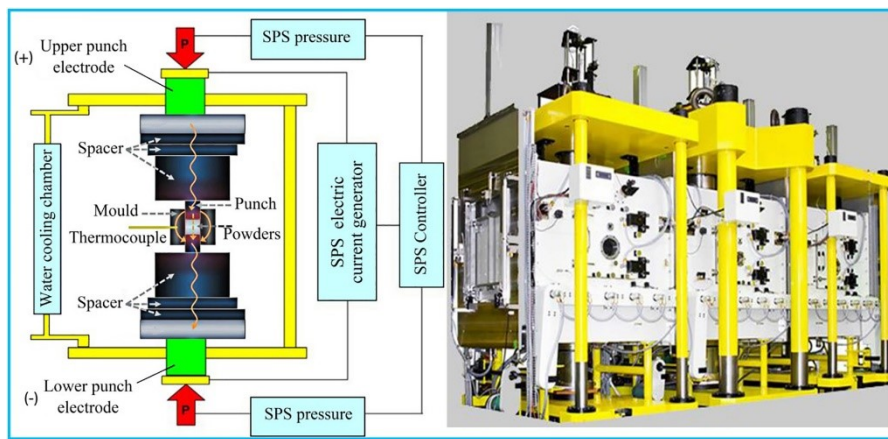 (+)
Upper punch
electrode
P
SPS pressure
Spacer
Water cooling chamber
Mould
Punch
Thermocouple
Powders
SPS electric
current generator
SPS Controller
Spacer
(-)
Lower punch
electrode
P
SPS pressure